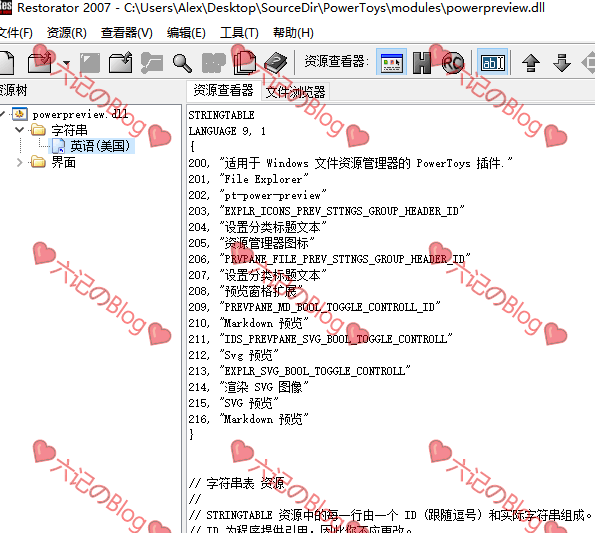 Restorator 2007 - C:\Users\Alex\Desktop\SourceDir\PowerToys\modules\powerpreview.dll
文件(F) 资源(R) 查看器(V) 编辑(E) 工具(T) 帮助(H)
资源查看器:
资源树
资源查看器 文件浏览器
powerpreview.dll
字符串
英语(美国)
界面
STRINGTABLE
LANGUAGE 9, 1
{
200, "适用于 Windows 文件资源管理器的 PowerToys 插件."
201, "File Explorer"
202, "pt-power-preview"
203, "EXPLR_ICONS_PREV_STTNGS_GROUP_HEADER_ID"
204, "设置分类标题文本"
205, "资源管理器图标"
206, "PRVPANE_FILE_PREV_STTNGS_GROUP_HEADER_ID"
207, "设置分类标题文本"
208, "预览窗格扩展"
209, "PREVPANE_MD_BOOL_TOGGLE_CONTROLL_ID"
210, "Markdown 预览"
211, "IDS_PREVPANE_SVG_BOOL_TOGGLE_CONTROLL"
212, "Svg 预览"
213, "EXPLR_SVG_BOOL_TOGGLE_CONTROLL"
214, "渲染 SVG 图像"
215, "SVG 预览"
216, "Markdown 预览"
}
// 字符串表 资源
//
// STRINGTABLE 资源中的每一行由一个 ID (跟随逗号) 和实际字符串组成。
// ID 为程序提供引用，因此你不应更改。
六记のBlog
六记のBlog
六记のBlog
六记のBlog
六记のBlog
六记のBlog
六记のBlog
六记のBlog
六记のBlog